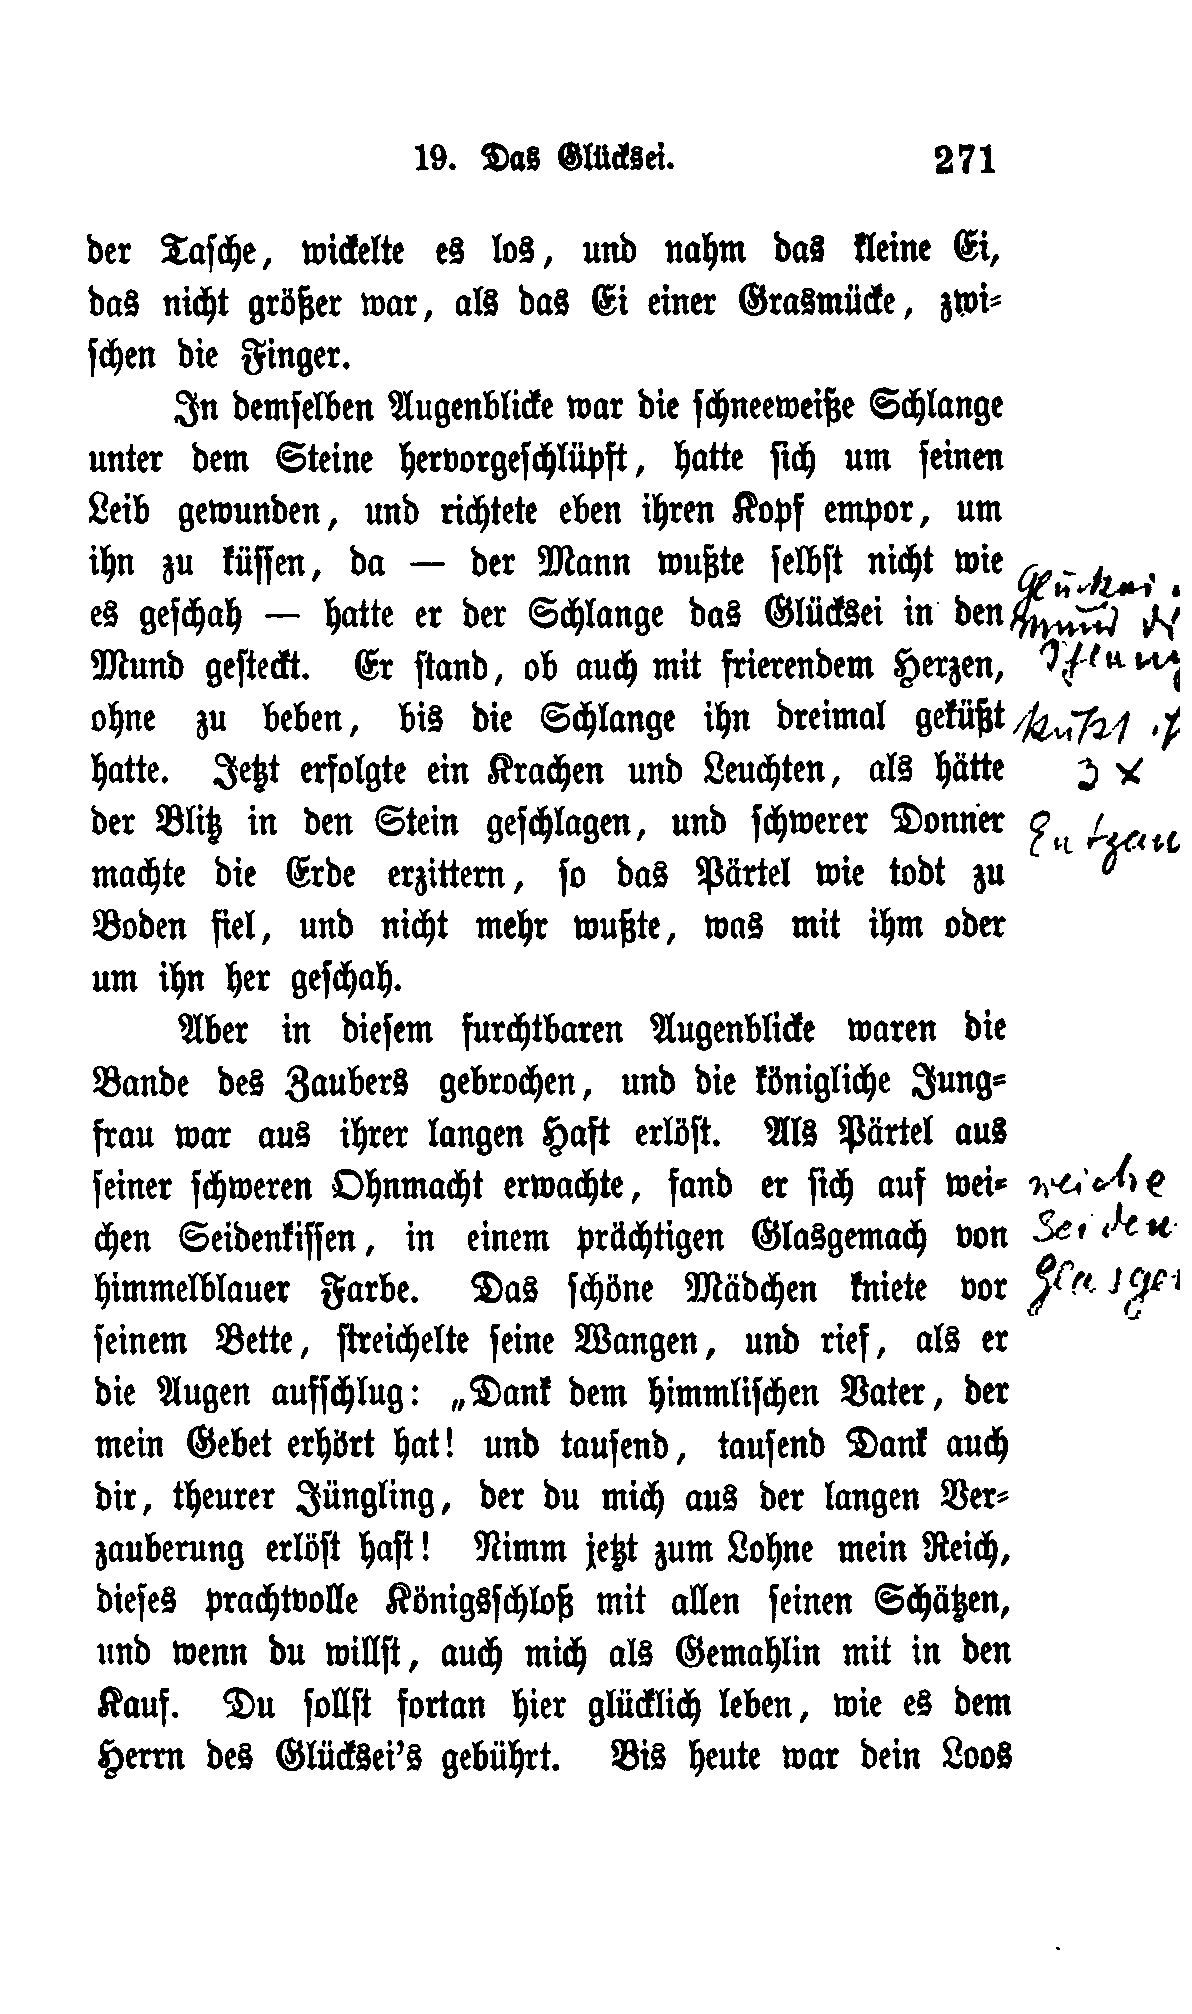 19. Das Glücksei. 271
der Tasche, wickelte es los, und nahm das kleine Ei,
das nicht größer war, als das Ei einer Grasmücke, zwi-
schen die Finger.
In demselben Augenblicke war die schneeweiße Schlange
unter dem Steine hervorgeschlüpft, hatte sich um seinen
Leib gewunden, und richtete eben ihren Kopf empor, um
ihn zu küssen, da — der Mann wußte selbst nicht wie
es geschah — hatte er der Schlange das Glücksei in den
Mund gesteckt. Er stand, ob auch mit frierendem Herzen,
ohne zu beben, bis die Schlange ihn dreimal geküßt
hatte. Jetzt erfolgte ein Krachen und Leuchten, als hätte
der Blitz in den Stein geschlagen, und schwerer Donner
machte die Erde erzittern, so das Pärtel wie todt zu
Boden fiel, und nicht mehr wußte, was mit ihm oder
um ihn her geschah.
Aber in diesem furchtbaren Augenblicke waren die
Bande des Zaubers gebrochen, und die königliche Jung-
frau war aus ihrer langen Haft erlöst. Als Pärtel aus
seiner schweren Ohnmacht erwachte, fand er sich auf wei-
chen Seidenkissen, in einem prächtigen Glasgemach von
himmelblauer Farbe. Das schöne Mädchen kniete vor
seinem Bette, streichelte seine Wangen, und rief, als er
die Augen aufschlug: „Dank dem himmlischen Vater, der
mein Gebet erhört hat! und tausend, tausend Dank auch
dir, theurer Jüngling, der du mich aus der langen Ver-
zauberung erlöst hast! Nimm jetzt zum Lohne mein Reich,
dieses prachtvolle Königsschloß mit allen seinen Schätzen,
und wenn du willst, auch mich als Gemahlin mit in den
Kauf. Du sollst fortan hier glücklich leben, wie es dem
Herrn des Glücksei's gebührt. Bis heute war dein Loos
Mund
küßt
3 x
Entzau
weiche
Seiden
Glasge